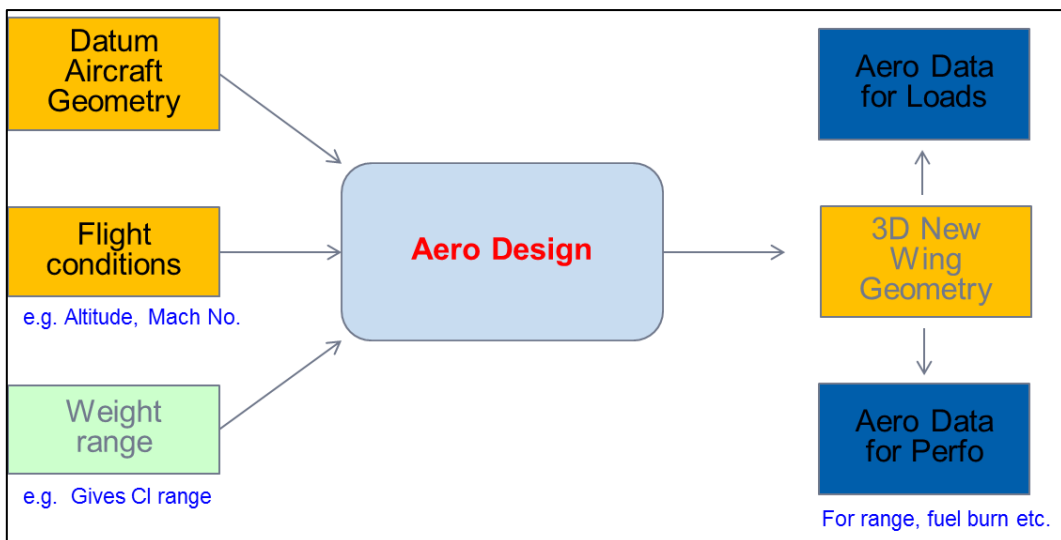 Datum
Aircraft
Geometry
Flight
conditions
e.g. Altitude, Mach No.
Weight
range
e.g. Gives Cl range
Aero Design
Aero Data
for Loads
3D New
Wing
Geometry
Aero Data
for Perfo
For range, fuel burn etc.